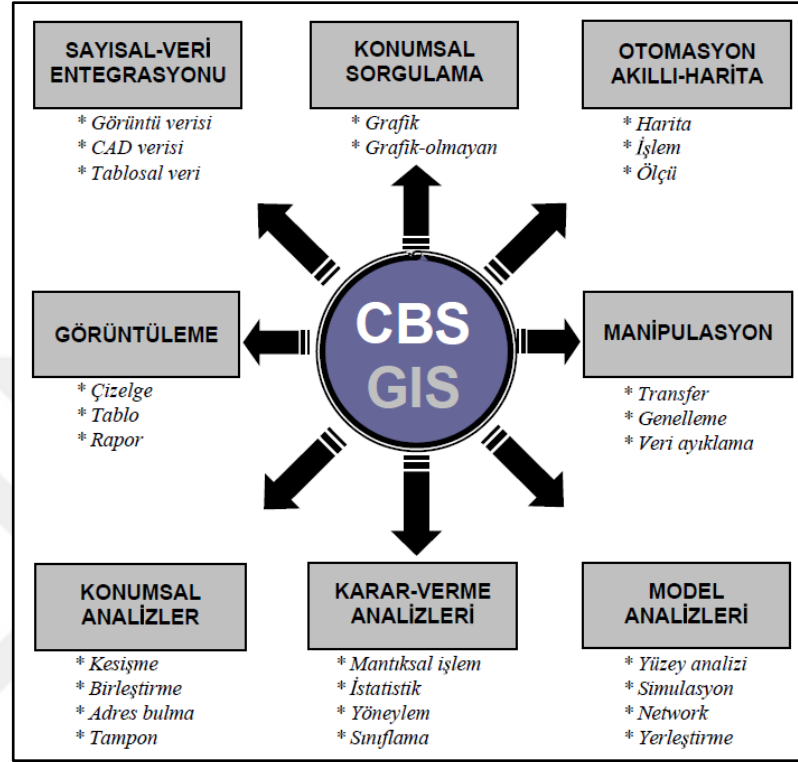 SAYISAL-VERİ
ENTEGRASYONU
* Görüntü verisi
* CAD verisi
* Tablosal veri
KONUMSAL
SORGULAMA
* Grafik
* Grafik-olmayan
OTOMASYON
AKILLI-HARİTA
* Harita
* İşlem
* Ölçü
GÖRÜNTÜLEME
* Çizelge
* Tablo
* Rapor
CBS
GIS
MANİPULASYON
* Transfer
* Genelleme
* Veri ayıklama
KONUMSAL
ANALİZLER
* Kesişme
* Birleştirme
* Adres bulma
* Tampon
KARAR-VERME
ANALİZLERİ
* Mantıksal işlem
* İstatistik
* Yöneylem
* Sınıflama
MODEL
ANALİZLERİ
* Yüzey analizi
* Simulasyon
* Network
* Yerleştirme